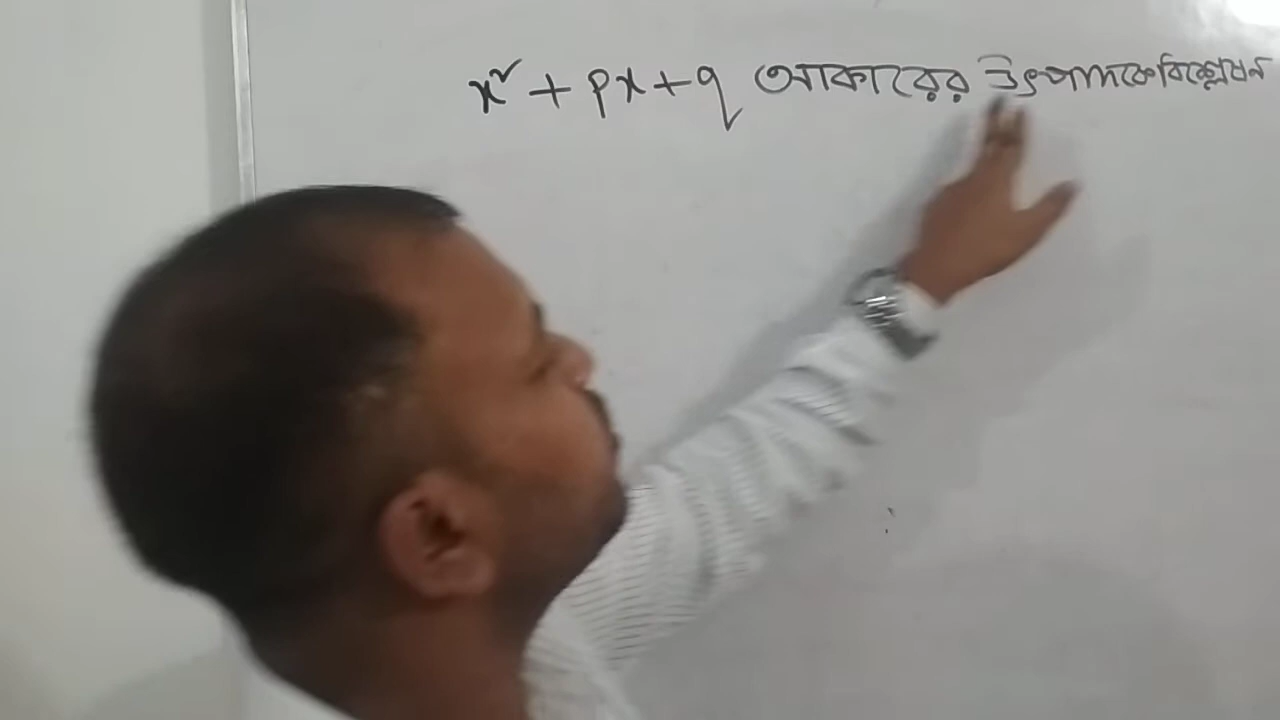 x² + px + q আকারের উৎপাদকে বিশ্লেষণ